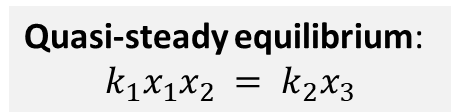 Quasi-steady equilibrium:
k₁x₁x₂ = k₂x₃